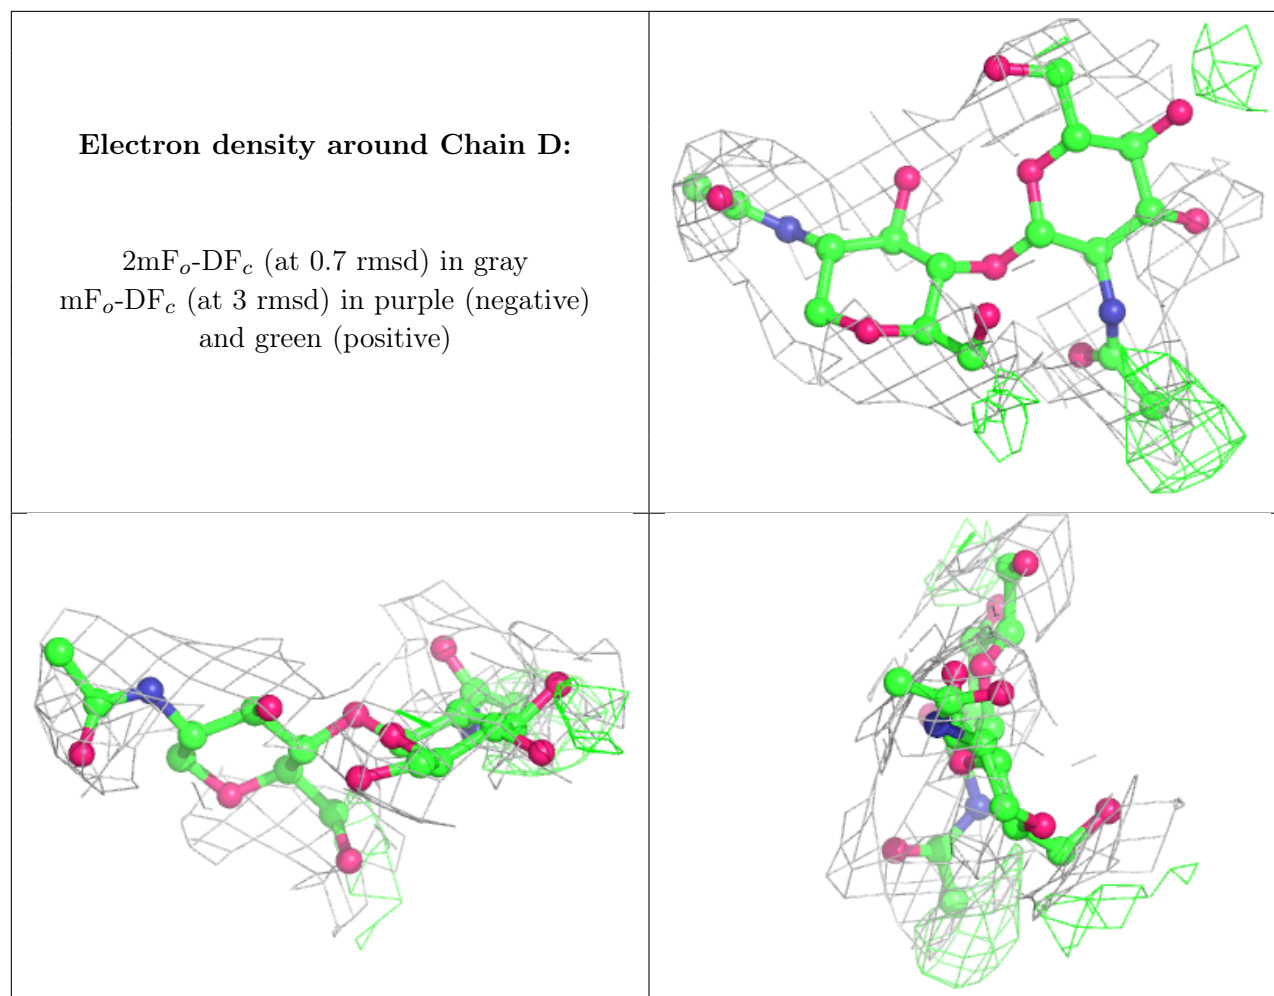 Electron density around Chain D:
2mFₒ-DF𝒸 (at 0.7 rmsd) in gray
mFₒ-DF𝒸 (at 3 rmsd) in purple (negative)
and green (positive)